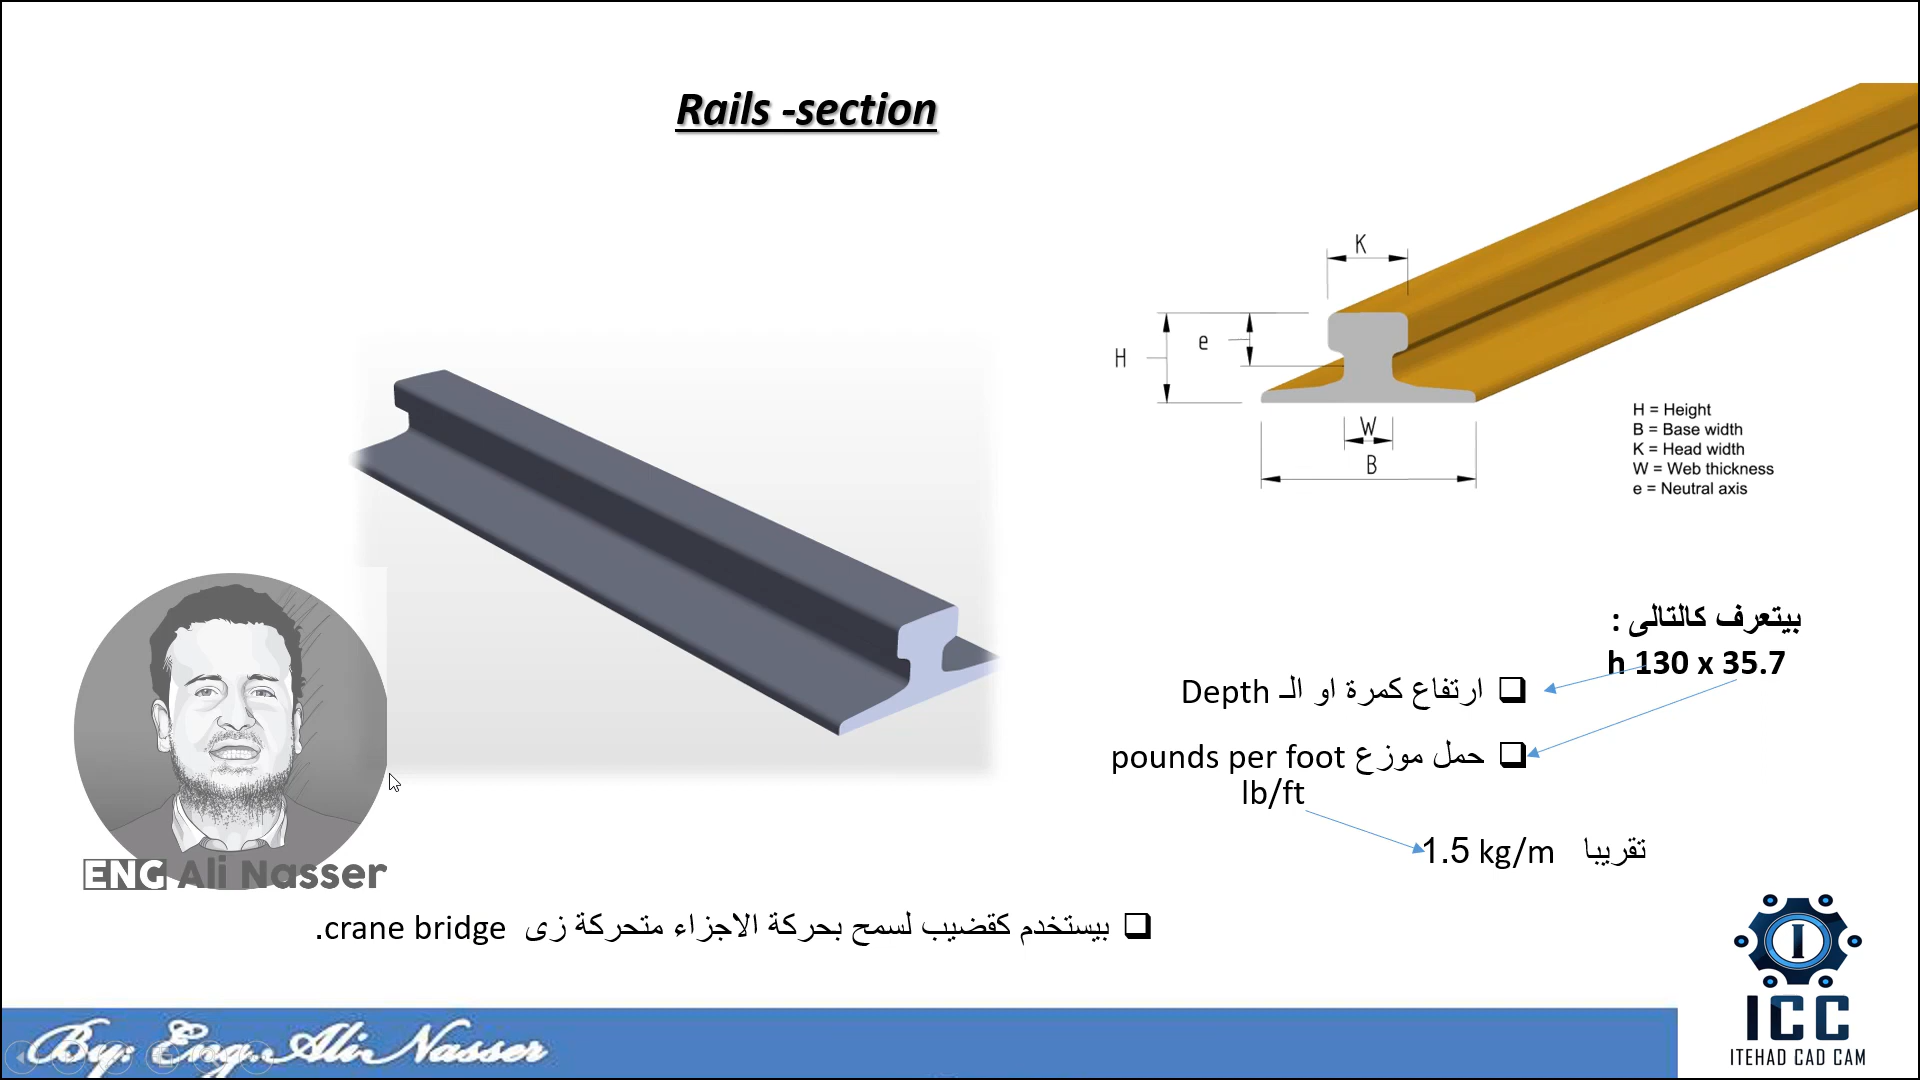 Rails -section
K
H
e
W
B
H = Height
B = Base width
K = Head width
W = Web thickness
e = Neutral axis
بيتعرف كالتالى :
h 130 x 35.7
❑ ارتفاع كمرة او الـ Depth
❑ حمل موزع pounds per foot
lb/ft
تقريبا 1.5 kg/m
❑ بيستخدم كقضيب لسمح بحركة الاجزاء متحركة زى crane bridge.
ENG Ali Nasser
By: Eng. Ali Nasser
I
ICC
ITEHAD CAD CAM